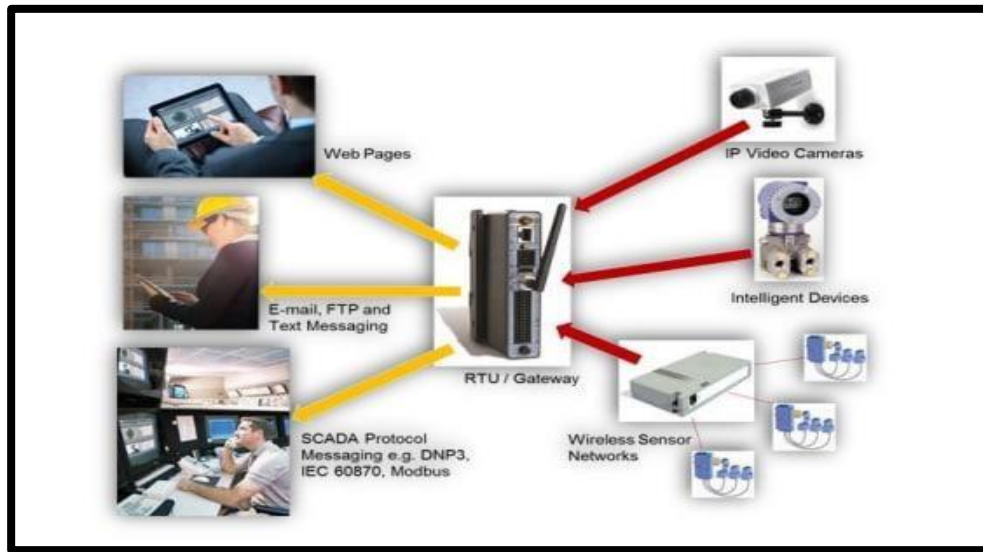 Web Pages
IP Video Cameras
E-mail, FTP and
Text Messaging
Intelligent Devices
RTU / Gateway
SCADA Protocol
Messaging e.g. DNP3,
IEC 60870, Modbus
Wireless Sensor
Networks